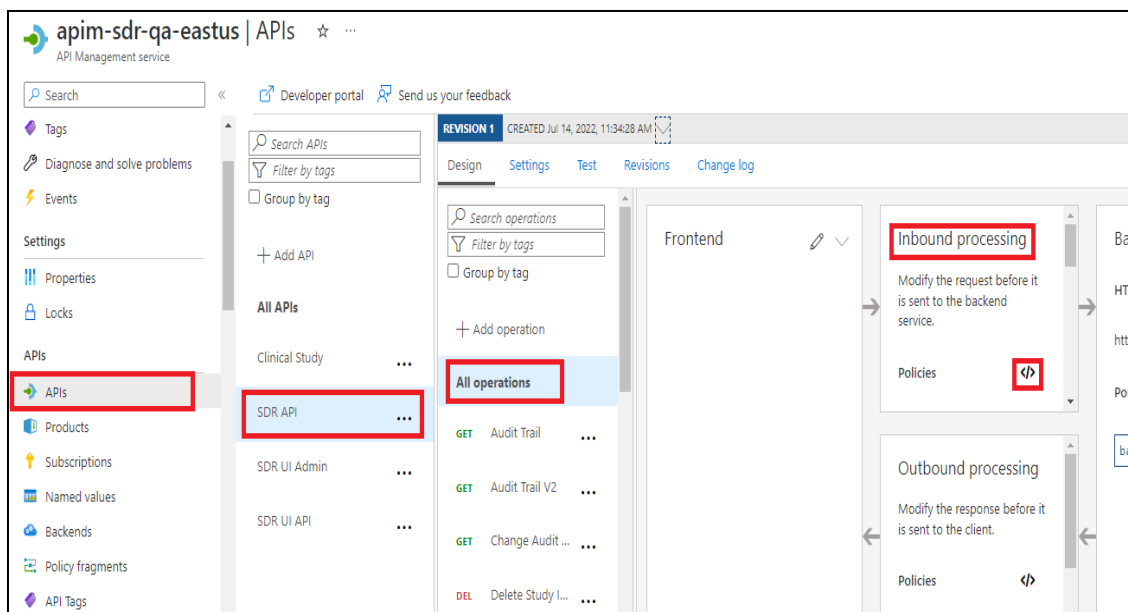 apim-sdr-qa-eastus | APIs
API Management service
Search
Developer portal
Send us your feedback
Tags
Diagnose and solve problems
Events
Settings
Properties
Locks
APIs
APIs
Products
Subscriptions
Named values
Backends
Policy fragments
API Tags
Search APIs
Filter by tags
Group by tag
Add API
All APIs
Clinical Study ...
SDR API ...
SDR UI Admin ...
SDR UI API ...
REVISION 1 CREATED Jul 14, 2022, 11:34:28 AM
Design Settings Test Revisions Change log
Search operations
Filter by tags
Group by tag
Add operation
All operations
GET Audit Trail ...
GET Audit Trail V2 ...
GET Change Audit ... ...
DEL Delete Study I... ...
Frontend
Inbound processing
Modify the request before it
is sent to the backend
service.
Policies </>
Outbound processing
Modify the response before it
is sent to the client.
Policies </>
Ba
HT
htt
Po
ba